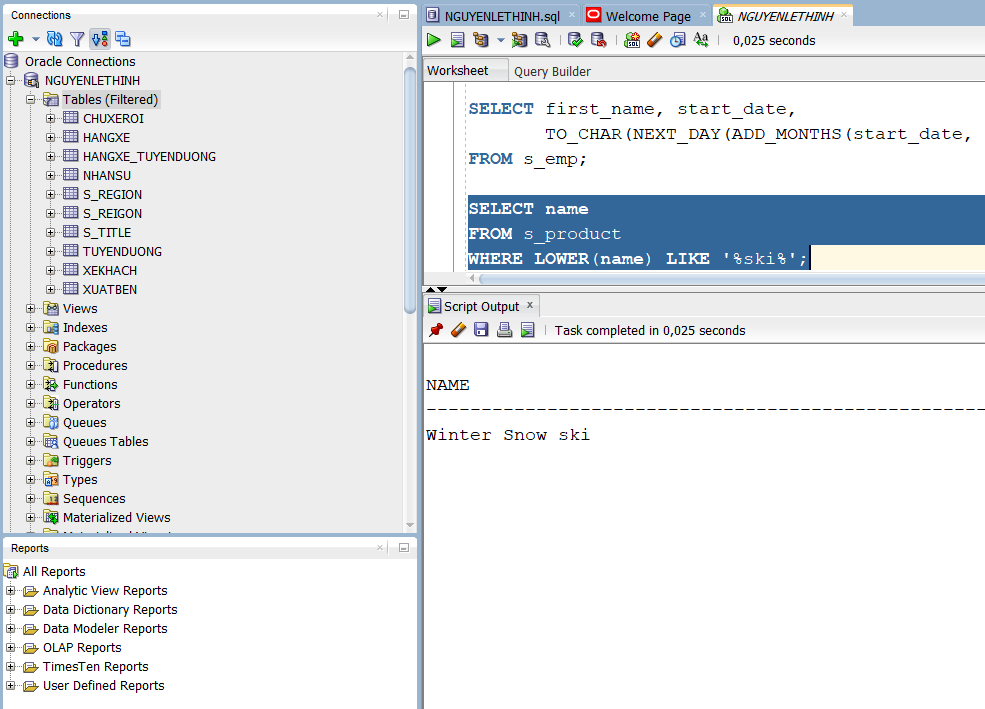 Connections
Oracle Connections
NGUYENLETHINH
Tables (Filtered)
CHUXEROI
HANGXE
HANGXE_TUYENDUONG
NHANSU
S_REGION
S_REIGON
S_TITLE
TUYENDUONG
XEKHACH
XUATBEN
Views
Indexes
Packages
Procedures
Functions
Operators
Queues
Queues Tables
Triggers
Types
Sequences
Materialized Views
Reports
All Reports
Analytic View Reports
Data Dictionary Reports
Data Modeler Reports
OLAP Reports
TimesTen Reports
User Defined Reports
NGUYENLETHINH.sql Welcome Page NGUYENLETHINH
0,025 seconds
Worksheet Query Builder
SELECT first_name, start_date,
TO_CHAR(NEXT_DAY(ADD_MONTHS(start_date,
FROM s_emp;
SELECT name
FROM s_product
WHERE LOWER(name) LIKE '%ski%';
Script Output
Task completed in 0,025 seconds
NAME
---------------------------------------------------
Winter Snow ski